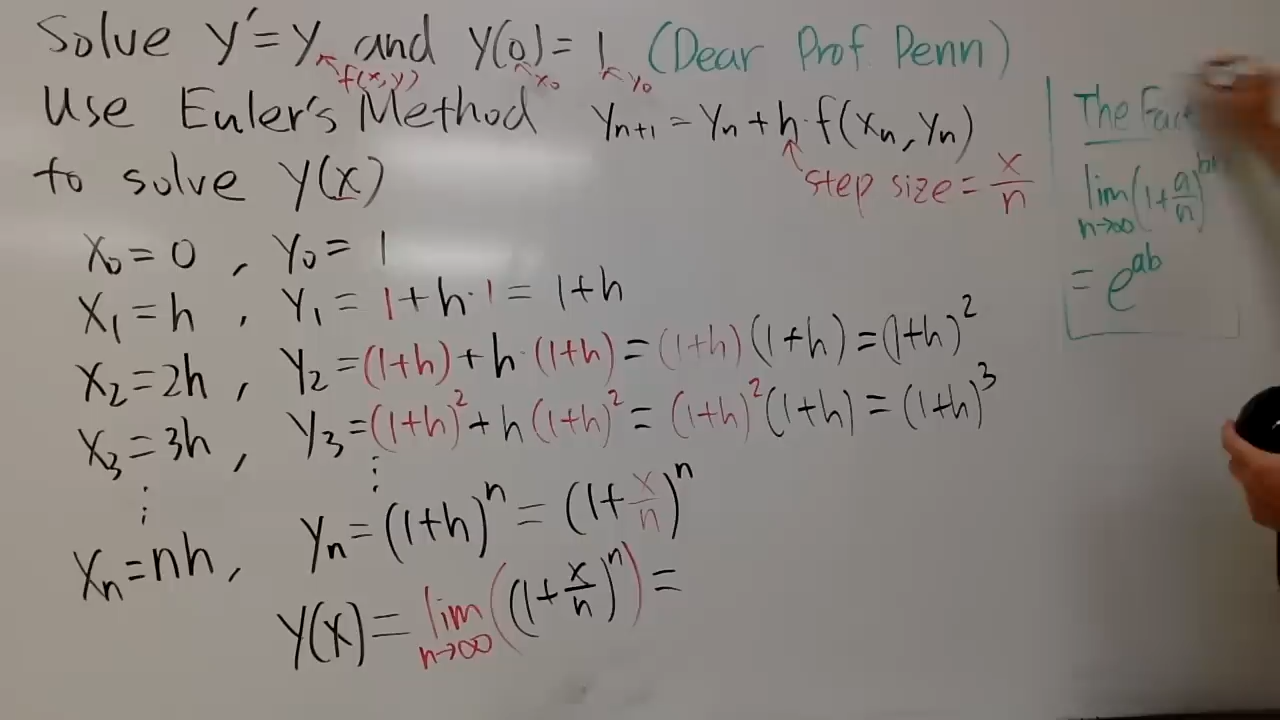 Solve y'=y and y(0)=1 (Dear Prof. Penn)
f(x,y) x₀ y₀
Use Euler's Method yₙ₊₁=yₙ+h·f(xₙ,yₙ)
to solve y(x)
step size=x/n
x₀=0, y₀=1
x₁=h, y₁=1+h·1=1+h
x₂=2h, y₂=(1+h)+h·(1+h)=(1+h)(1+h)=(1+h)²
x₃=3h, y₃=(1+h)²+h(1+h)²=(1+h)²(1+h)=(1+h)³
⋮ ⋮
xₙ=nh, yₙ=(1+h)ⁿ=(1+x/n)ⁿ
y(x)=lim n→∞ ((1+x/n)ⁿ)=
The
lim n→∞ (1+a/n)
=e^ab